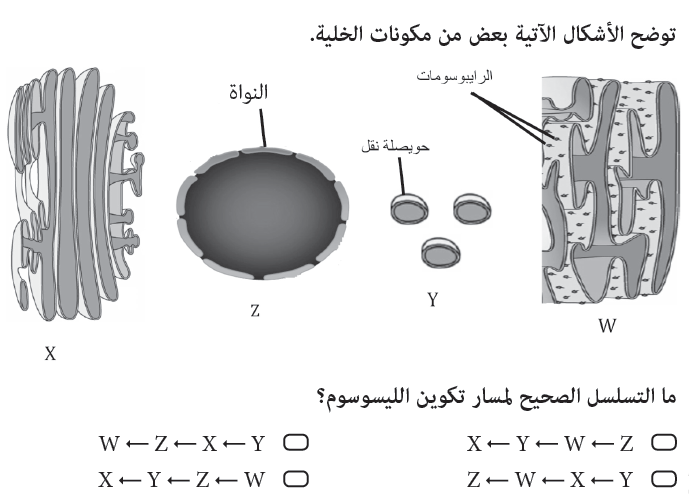 توضح الأشكال الآتية بعض من مكونات الخلية.
الرايبوسومات
النواة
حويصلة نقل
W
Y
Z
X
ما التسلسل الصحيح لمسار تكوين الليسوسوم؟
X ← Y ← W ← Z
W ← Z ← X ← Y
Z ← W ← X ← Y
X ← Y ← Z ← W